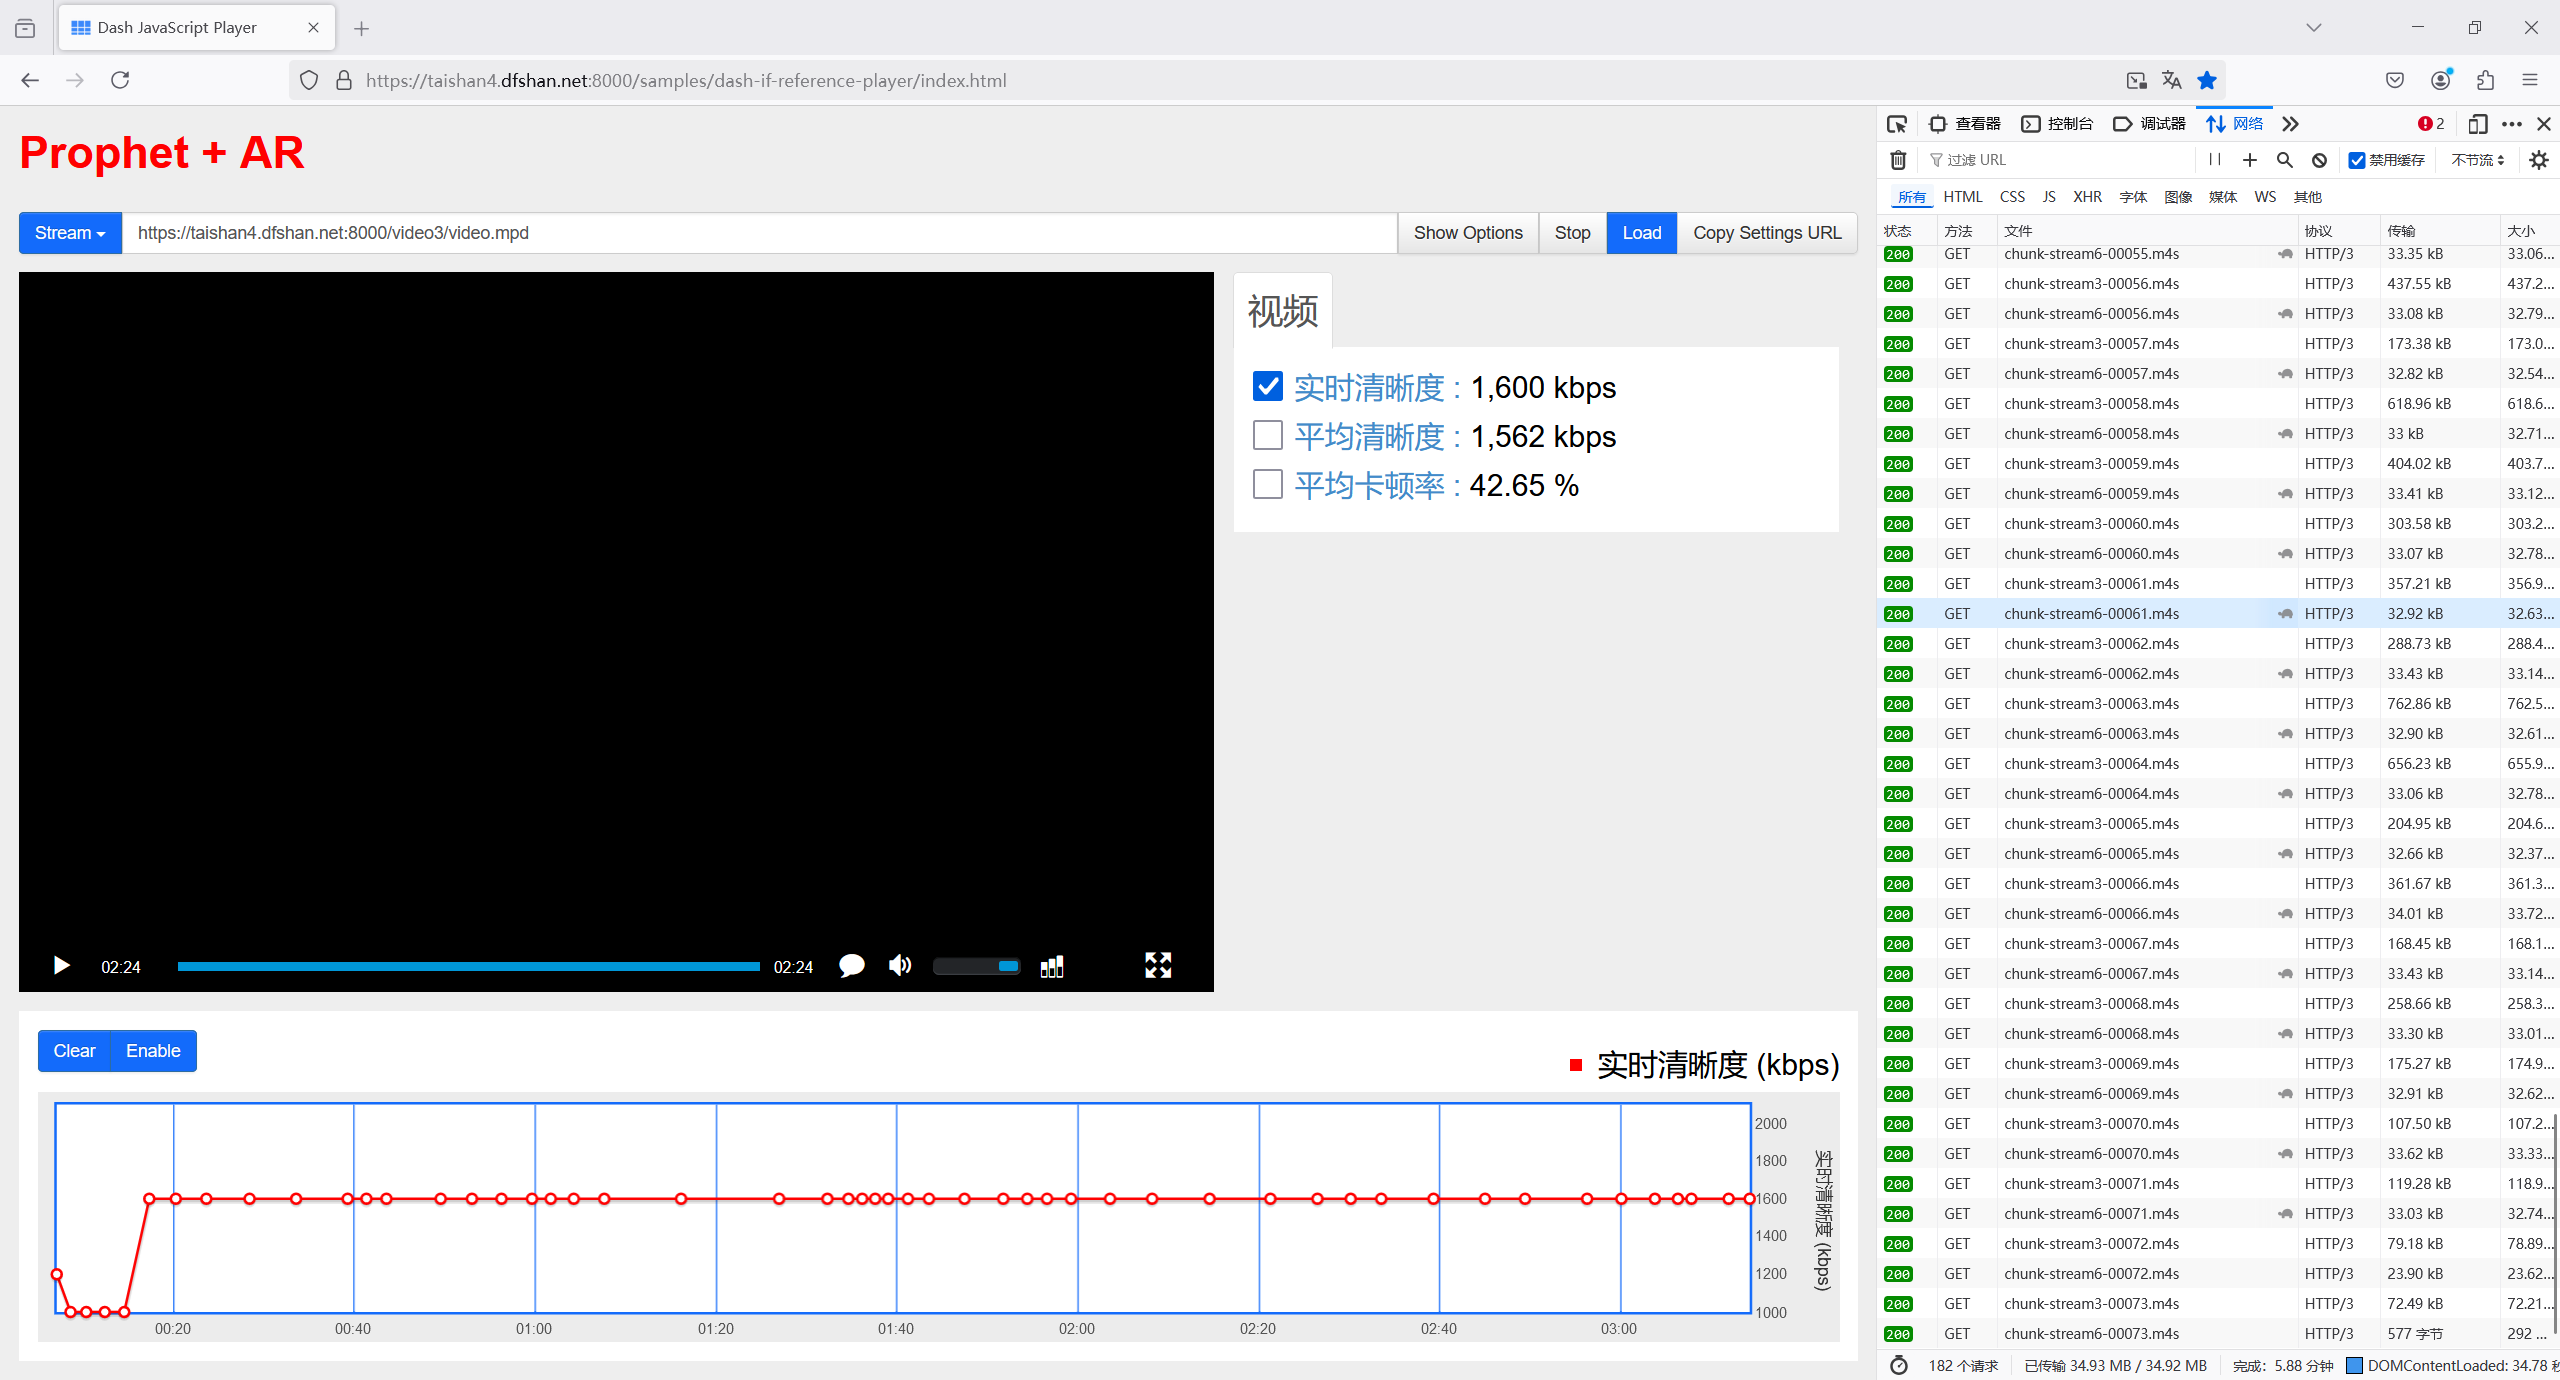 Dash JavaScript Player
https://taishan4.dfshan.net:8000/samples/dash-if-reference-player/index.html
Prophet + AR
Stream
https://taishan4.dfshan.net:8000/video3/video.mpd
Show Options
Stop
Load
Copy Settings URL
视频
实时清晰度 : 1,600 kbps
平均清晰度 : 1,562 kbps
平均卡顿率 : 42.65 %
02:24
02:24
Clear
Enable
实时清晰度 (kbps)
2000
1800
1600
1400
1200
1000
实时清晰度 (kbps)
00:20 00:40 01:00 01:20 01:40 02:00 02:20 02:40 03:00
查看器 控制台 调试器 网络 2
过滤 URL 禁用缓存 不节流
所有 HTML CSS JS XHR 字体 图像 媒体 WS 其他
状态 方法 文件 协议 传输 大小
200 GET chunk-stream6-00055.m4s HTTP/3 33.35 kB 33.06...
200 GET chunk-stream3-00056.m4s HTTP/3 437.55 kB 437.2...
200 GET chunk-stream6-00056.m4s HTTP/3 33.08 kB 32.79...
200 GET chunk-stream3-00057.m4s HTTP/3 173.38 kB 173.0...
200 GET chunk-stream6-00057.m4s HTTP/3 32.82 kB 32.54...
200 GET chunk-stream3-00058.m4s HTTP/3 618.96 kB 618.6...
200 GET chunk-stream6-00058.m4s HTTP/3 33 kB 32.71...
200 GET chunk-stream3-00059.m4s HTTP/3 404.02 kB 403.7...
200 GET chunk-stream6-00059.m4s HTTP/3 33.41 kB 33.12...
200 GET chunk-stream3-00060.m4s HTTP/3 303.58 kB 303.2...
200 GET chunk-stream6-00060.m4s HTTP/3 33.07 kB 32.78...
200 GET chunk-stream3-00061.m4s HTTP/3 357.21 kB 356.9...
200 GET chunk-stream6-00061.m4s HTTP/3 32.92 kB 32.63...
200 GET chunk-stream3-00062.m4s HTTP/3 288.73 kB 288.4...
200 GET chunk-stream6-00062.m4s HTTP/3 33.43 kB 33.14...
200 GET chunk-stream3-00063.m4s HTTP/3 762.86 kB 762.5...
200 GET chunk-stream6-00063.m4s HTTP/3 32.90 kB 32.61...
200 GET chunk-stream3-00064.m4s HTTP/3 656.23 kB 655.9...
200 GET chunk-stream6-00064.m4s HTTP/3 33.06 kB 32.78...
200 GET chunk-stream3-00065.m4s HTTP/3 204.95 kB 204.6...
200 GET chunk-stream6-00065.m4s HTTP/3 32.66 kB 32.37...
200 GET chunk-stream3-00066.m4s HTTP/3 361.67 kB 361.3...
200 GET chunk-stream6-00066.m4s HTTP/3 34.01 kB 33.72...
200 GET chunk-stream3-00067.m4s HTTP/3 168.45 kB 168.1...
200 GET chunk-stream6-00067.m4s HTTP/3 33.43 kB 33.14...
200 GET chunk-stream3-00068.m4s HTTP/3 258.66 kB 258.3...
200 GET chunk-stream6-00068.m4s HTTP/3 33.30 kB 33.01...
200 GET chunk-stream3-00069.m4s HTTP/3 175.27 kB 174.9...
200 GET chunk-stream6-00069.m4s HTTP/3 32.91 kB 32.62...
200 GET chunk-stream3-00070.m4s HTTP/3 107.50 kB 107.2...
200 GET chunk-stream6-00070.m4s HTTP/3 33.62 kB 33.33...
200 GET chunk-stream3-00071.m4s HTTP/3 119.28 kB 118.9...
200 GET chunk-stream6-00071.m4s HTTP/3 33.03 kB 32.74...
200 GET chunk-stream3-00072.m4s HTTP/3 79.18 kB 78.89...
200 GET chunk-stream6-00072.m4s HTTP/3 23.90 kB 23.62...
200 GET chunk-stream3-00073.m4s HTTP/3 72.49 kB 72.21...
200 GET chunk-stream6-00073.m4s HTTP/3 577 字节 292 ...
182 个请求 已传输 34.93 MB / 34.92 MB 完成：5.88 分钟 DOMContentLoaded: 34.78 秒